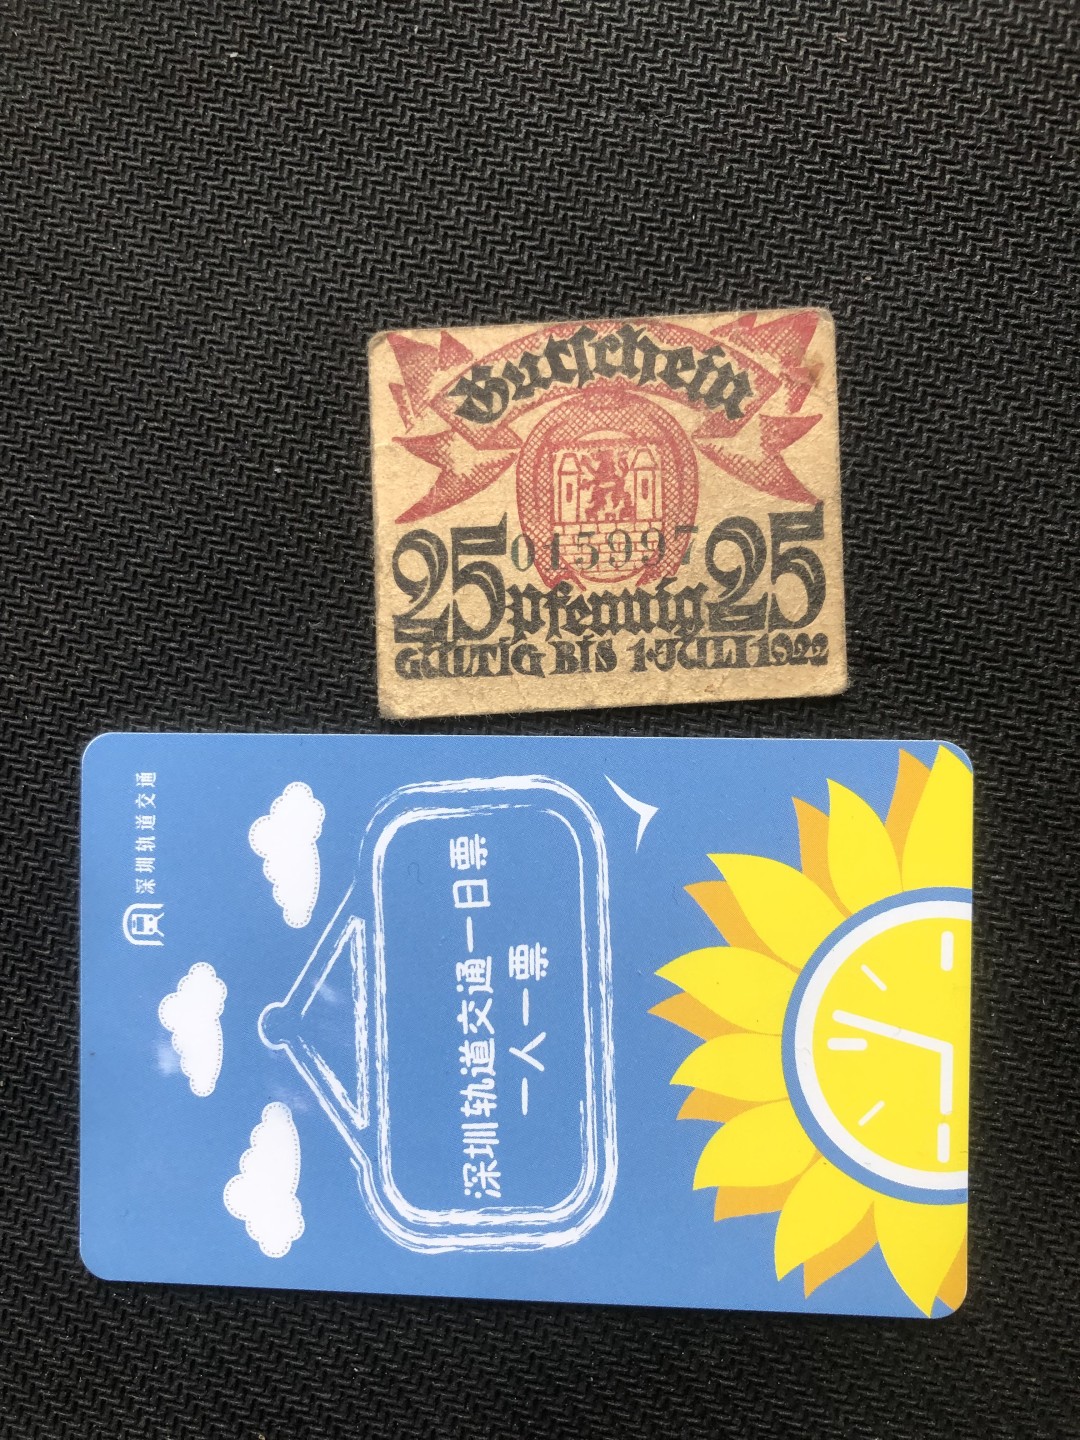 Gutschein
25 015997 25
Pfennig
GÜLTIG BIS 1·JULI 1922
深圳轨道交通
深圳轨道交通一日票
一人一票